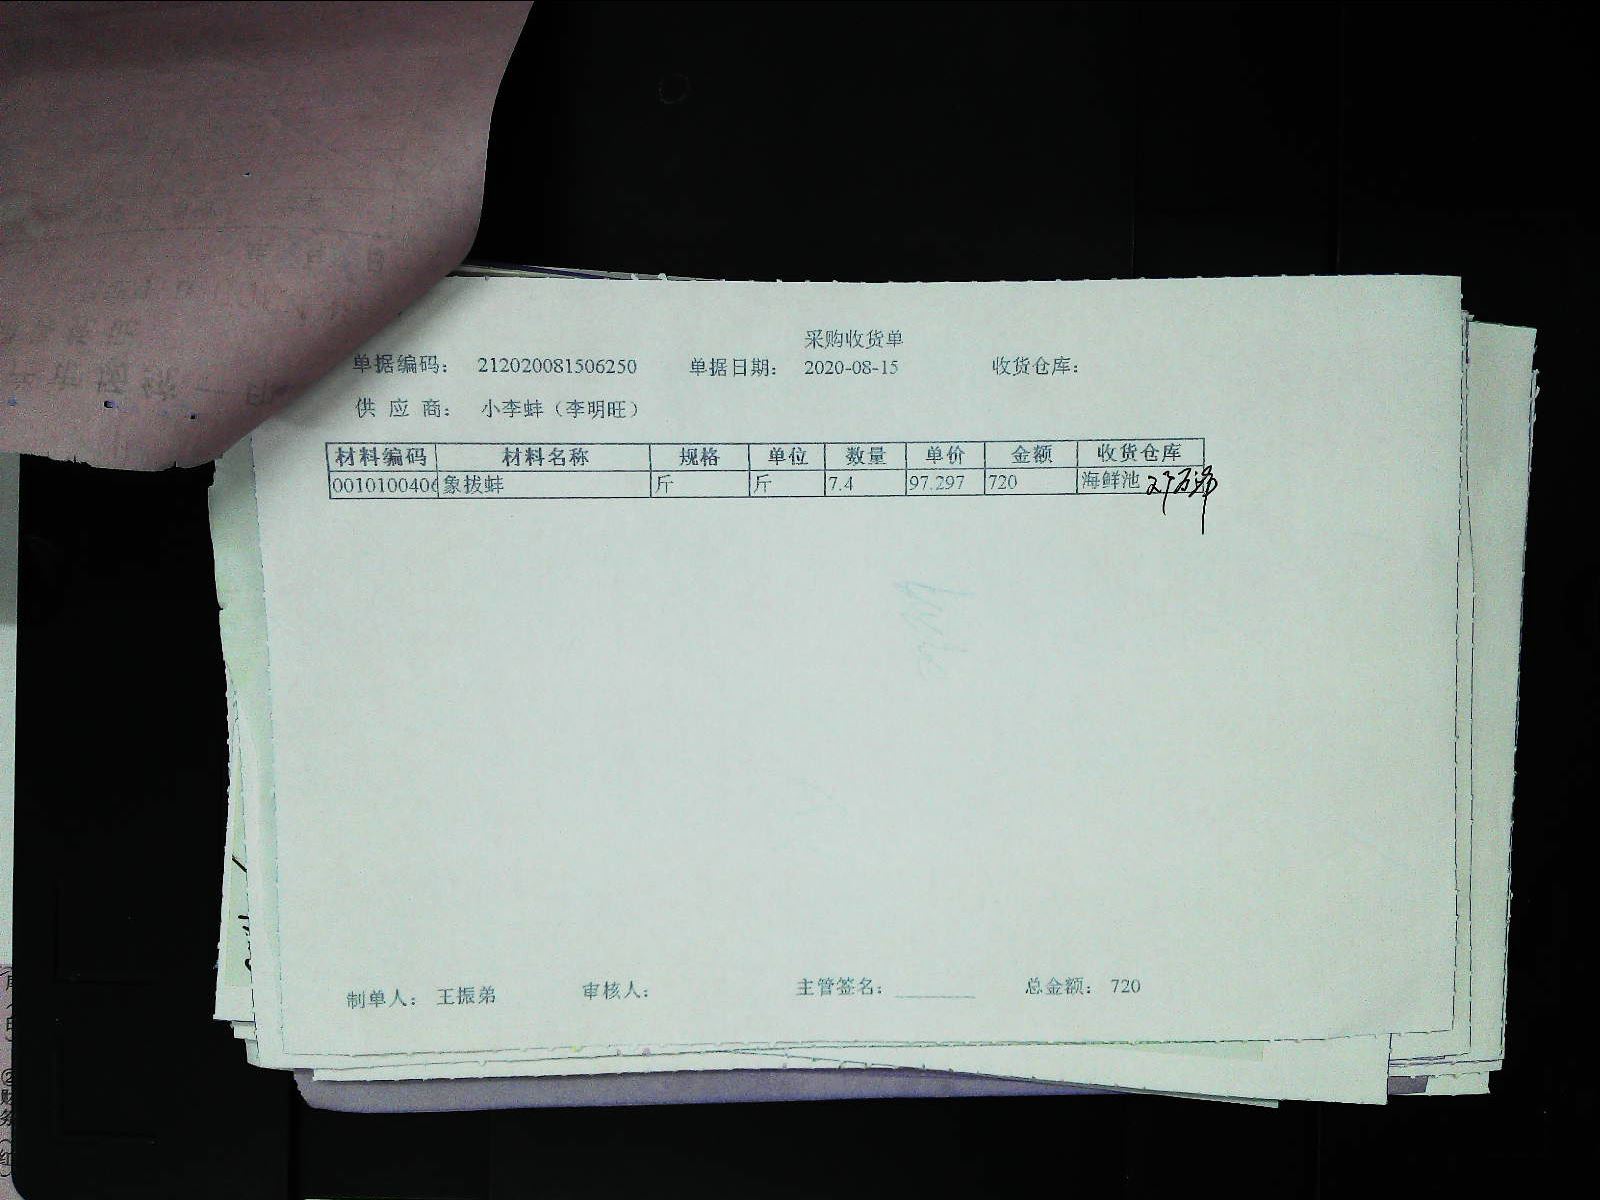 采购收货单
单据编码： 212020081506250 单据日期： 2020-08-15 收货仓库：
供 应 商： 小李蚌（李明旺）
材料编码 材料名称 规格 单位 数量 单价 金额 收货仓库
0010100406 象拔蚌 斤 斤 7.4 97.297 720 海鲜池
制单人： 王振弟 审核人： 主管签名： 总金额： 720